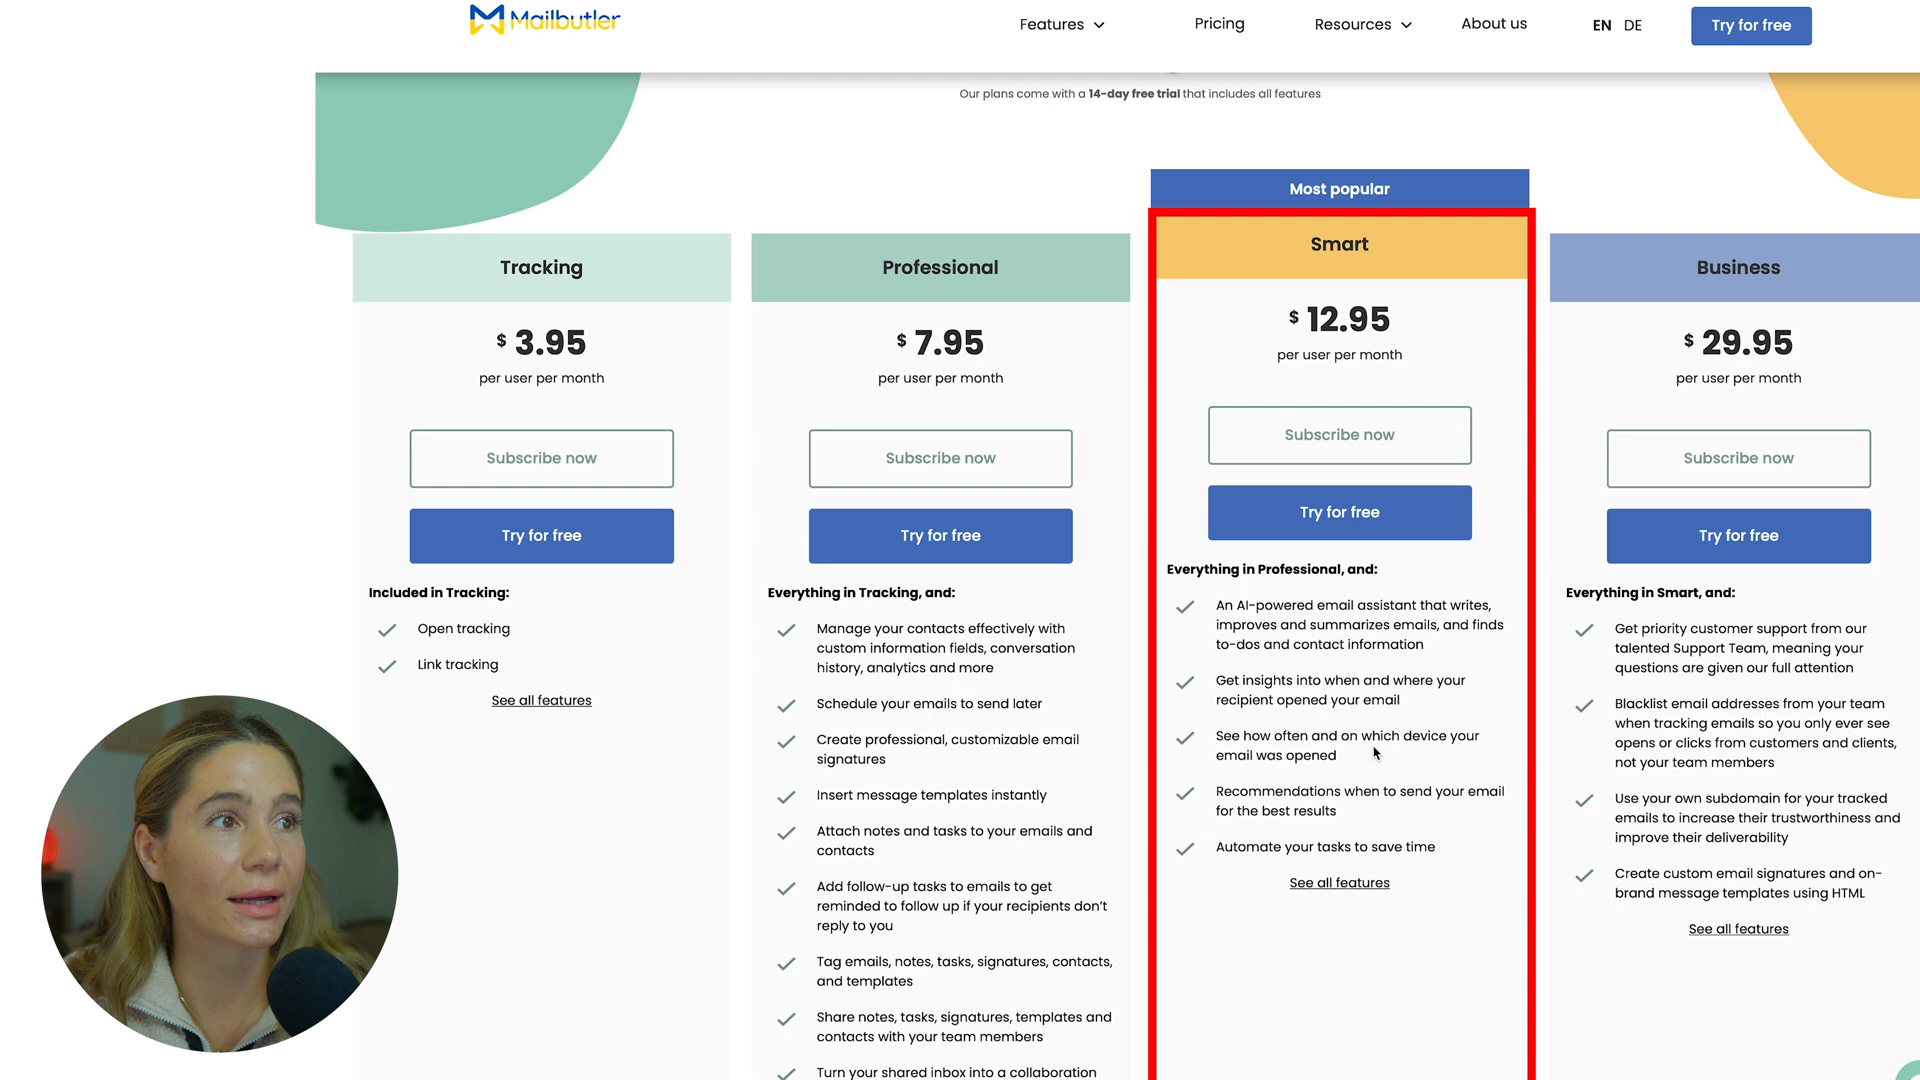 Mailbutler
Features
Pricing
Resources
About us
EN DE
Try for free
Our plans come with a 14-day free trial that includes all features
Tracking
$ 3.95
per user per month
Subscribe now
Try for free
Included in Tracking:
Open tracking
Link tracking
See all features
Professional
$ 7.95
per user per month
Subscribe now
Try for free
Everything in Tracking, and:
Manage your contacts effectively with
custom information fields, conversation
history, analytics and more
Schedule your emails to send later
Create professional, customizable email
signatures
Insert message templates instantly
Attach notes and tasks to your emails and
contacts
Add follow-up tasks to emails to get
reminded to follow up if your recipients don't
reply to you
Tag emails, notes, tasks, signatures, contacts,
and templates
Share notes, tasks, signatures, templates and
contacts with your team members
Turn your shared inbox into a collaboration
Most popular
Smart
$ 12.95
per user per month
Subscribe now
Try for free
Everything in Professional, and:
An AI-powered email assistant that writes,
improves and summarizes emails, and finds
to-dos and contact information
Get insights into when and where your
recipient opened your email
See how often and on which device your
email was opened
Recommendations when to send your email
for the best results
Automate your tasks to save time
See all features
Business
$ 29.95
per user per month
Subscribe now
Try for free
Everything in Smart, and:
Get priority customer support from our
talented Support Team, meaning your
questions are given our full attention
Blacklist email addresses from your team
when tracking emails so you only ever see
opens or clicks from customers and clients,
not your team members
Use your own subdomain for your tracked
emails to increase their trustworthiness and
improve their deliverability
Create custom email signatures and on-
brand message templates using HTML
See all features